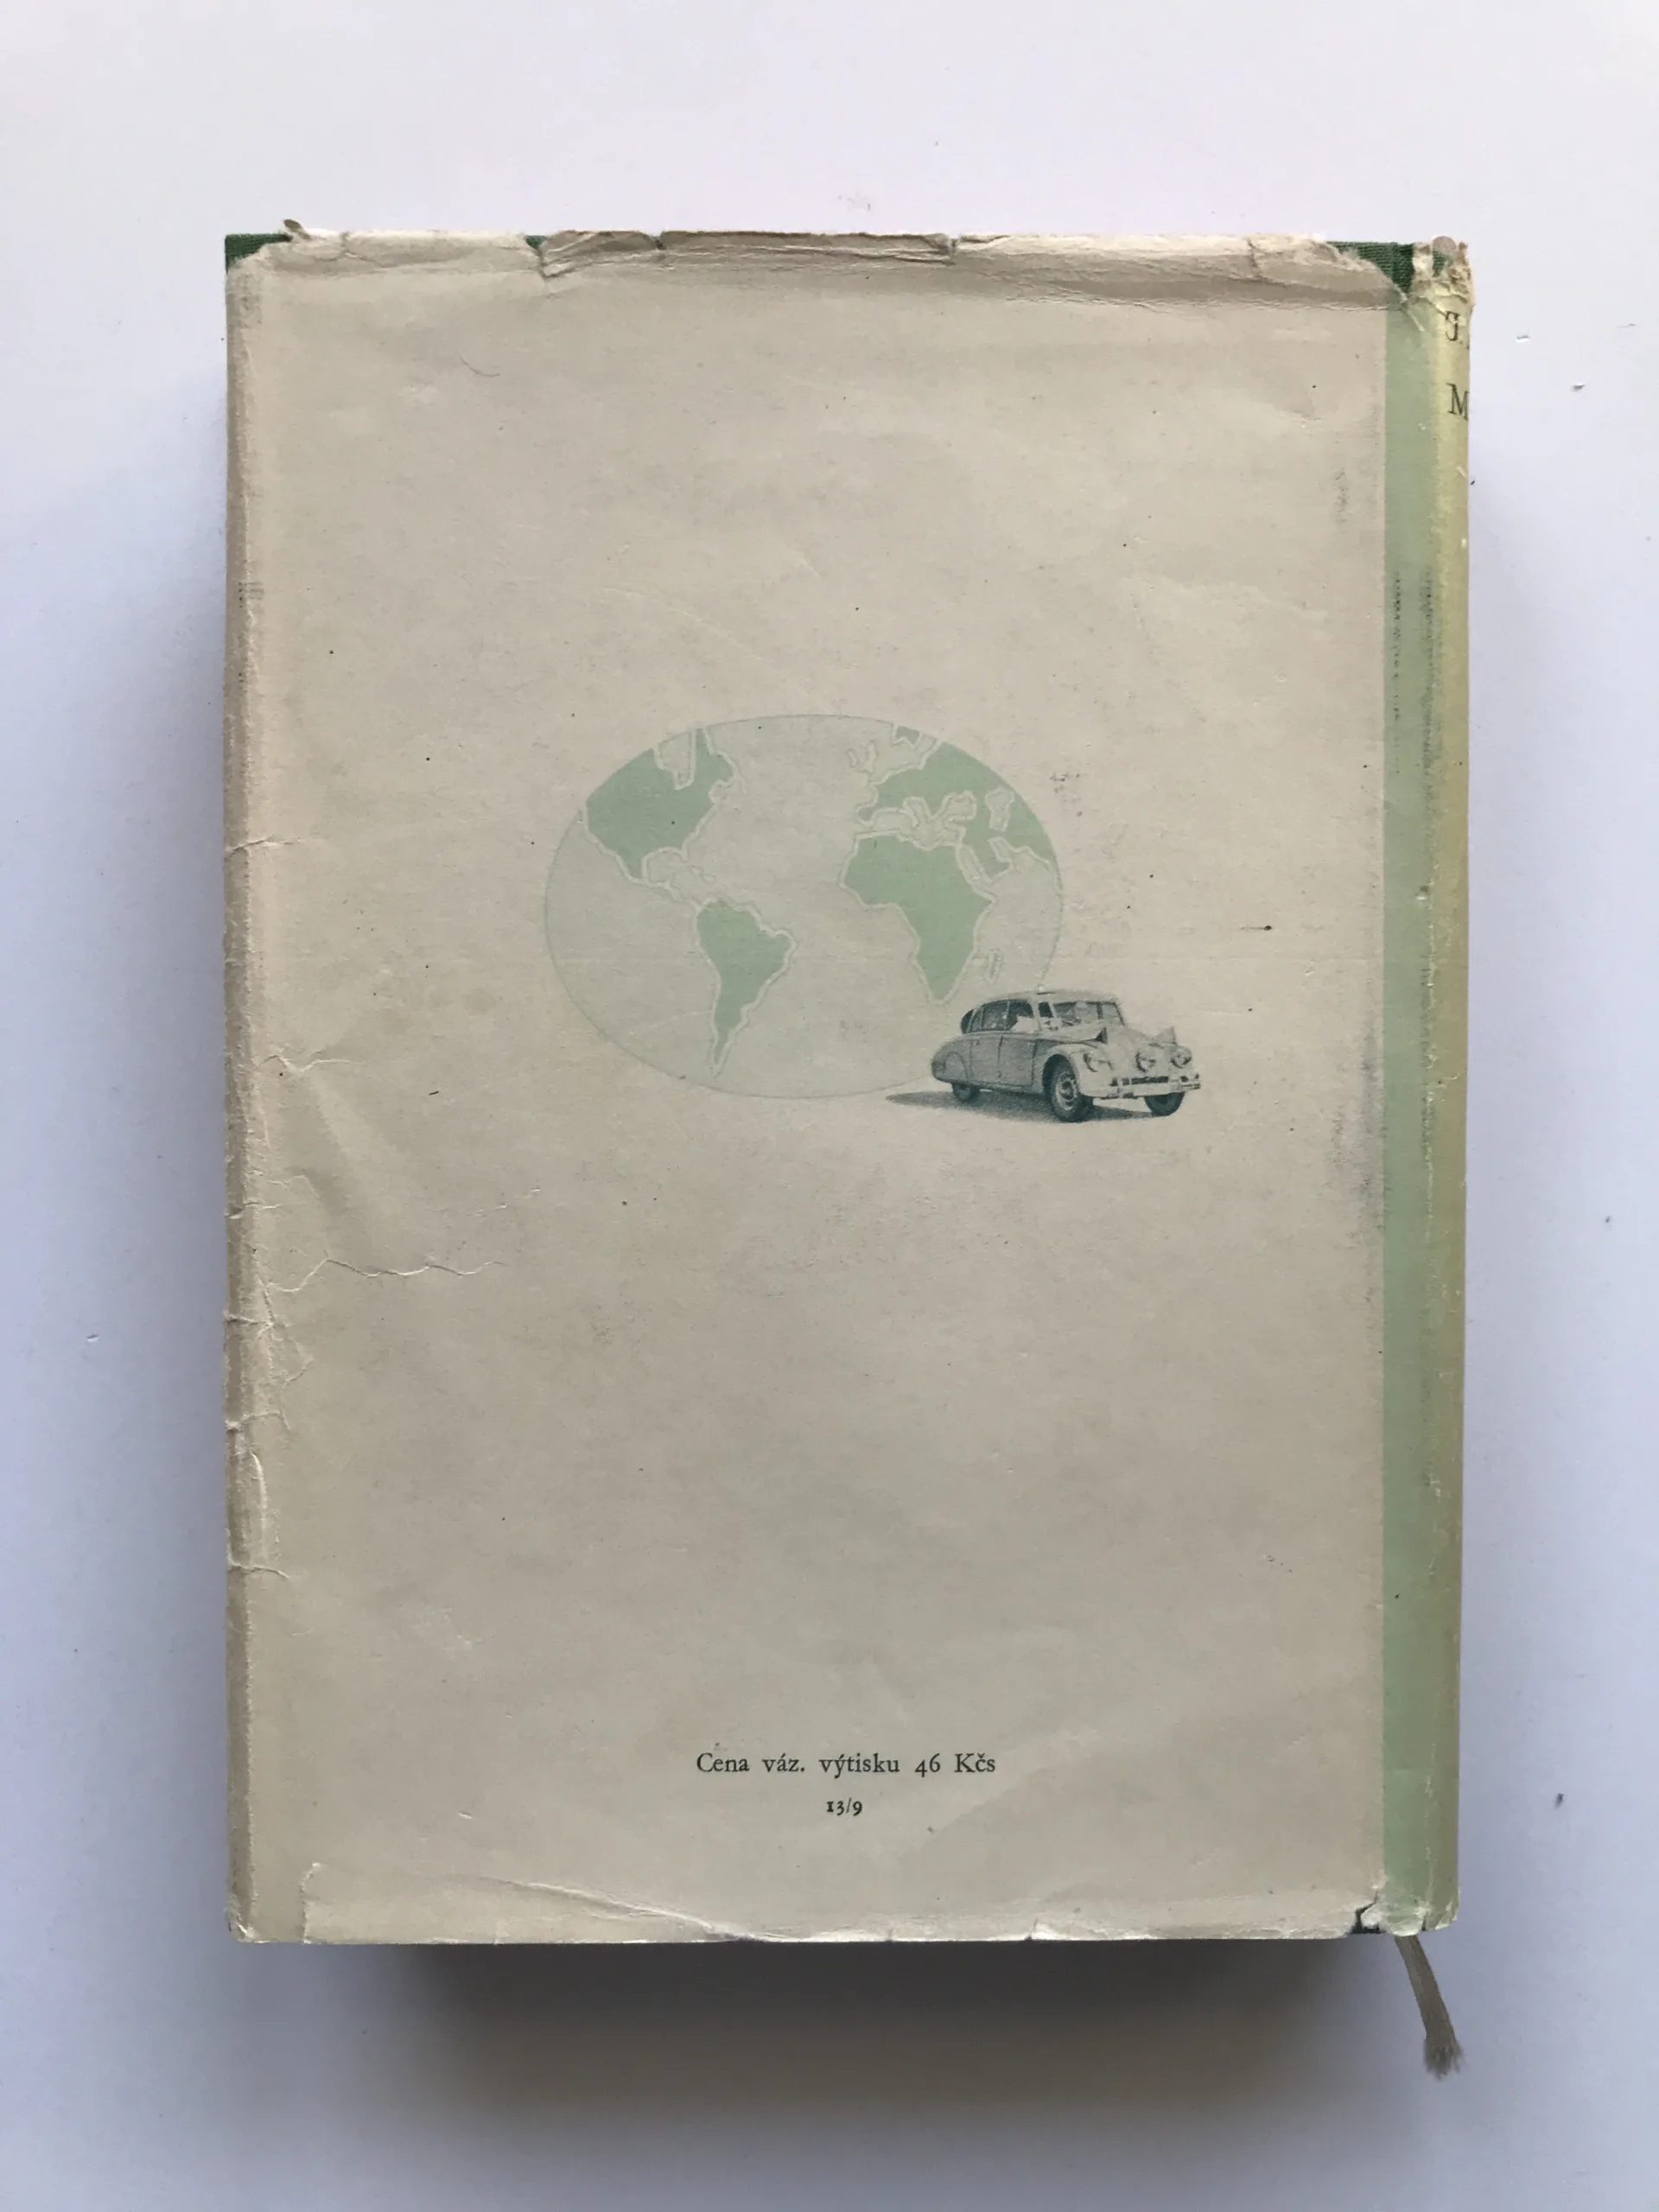 J.
M
Cena váz. výtisku 46 Kčs
13/9